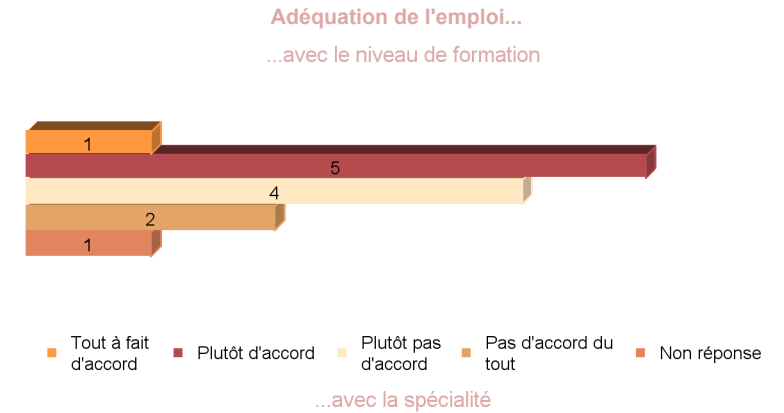 Adéquation de l'emploi...
...avec le niveau de formation
1
5
4
2
1
Tout à fait
d'accord
Plutôt d'accord
Plutôt pas
d'accord
Pas d'accord du
tout
Non réponse
...avec la spécialité